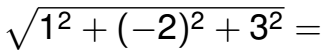 √(1² + (−2)² + 3²) =